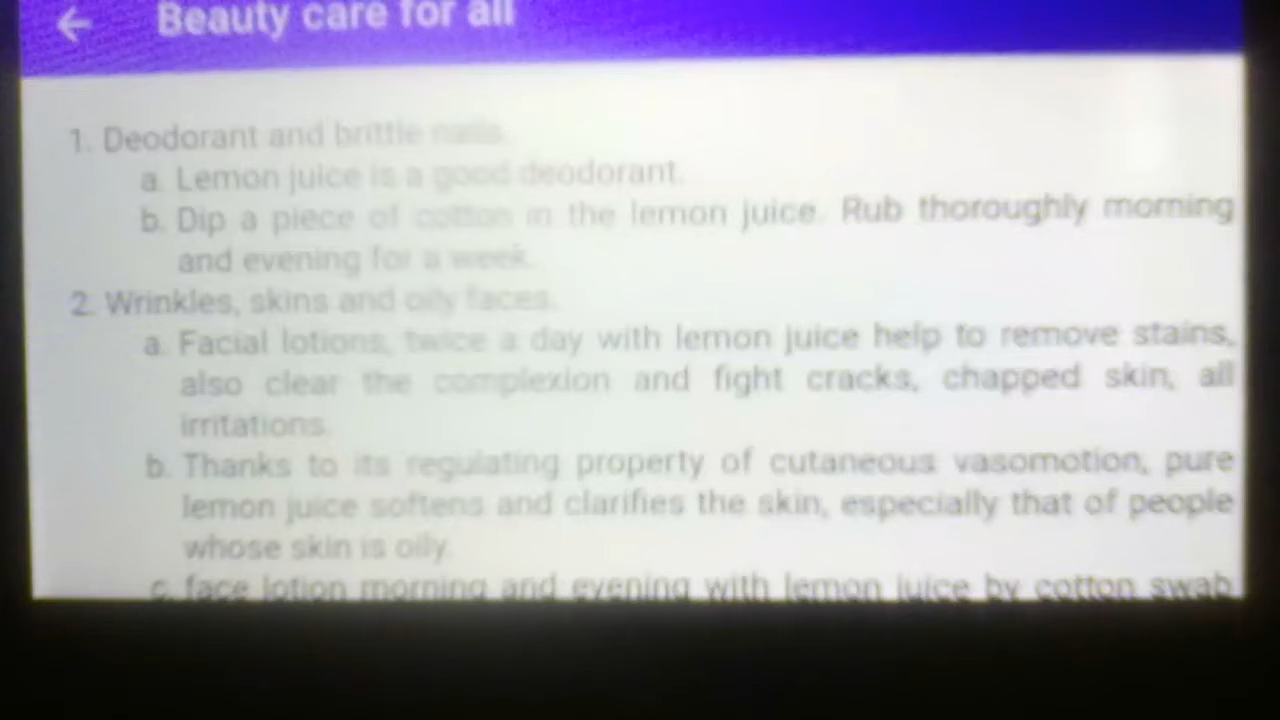 Beauty care for all
1. Deodorant and brittle nails.
a. Lemon juice is a good deodorant.
b. Dip a piece of cotton in the lemon juice. Rub thoroughly morning
and evening for a week.
2. Wrinkles, skins and oily faces.
a. Facial lotions, twice a day with lemon juice help to remove stains,
also clear the complexion and fight cracks, chapped skin, all
irritations.
b. Thanks to its regulating property of cutaneous vasomotion, pure
lemon juice softens and clarifies the skin, especially that of people
whose skin is oily.
c. face lotion morning and evening with lemon juice by cotton swab